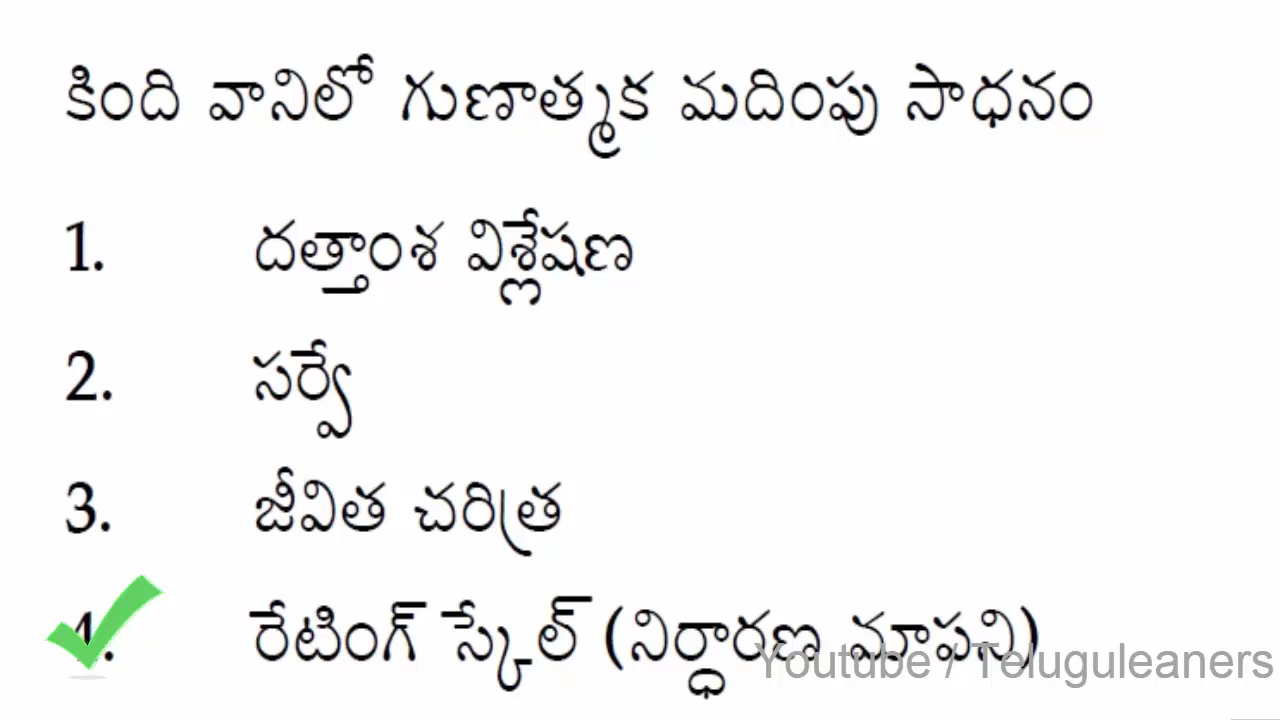 కింది వానిలో గుణాత్మక మదింపు సాధనం
1. దత్తాంశ విశ్లేషణ
2. సర్వే
3. జీవిత చరిత్ర
4. రేటింగ్ స్కేల్ (నిర్ధారణ మాపని)
Youtube / Teluguleaners